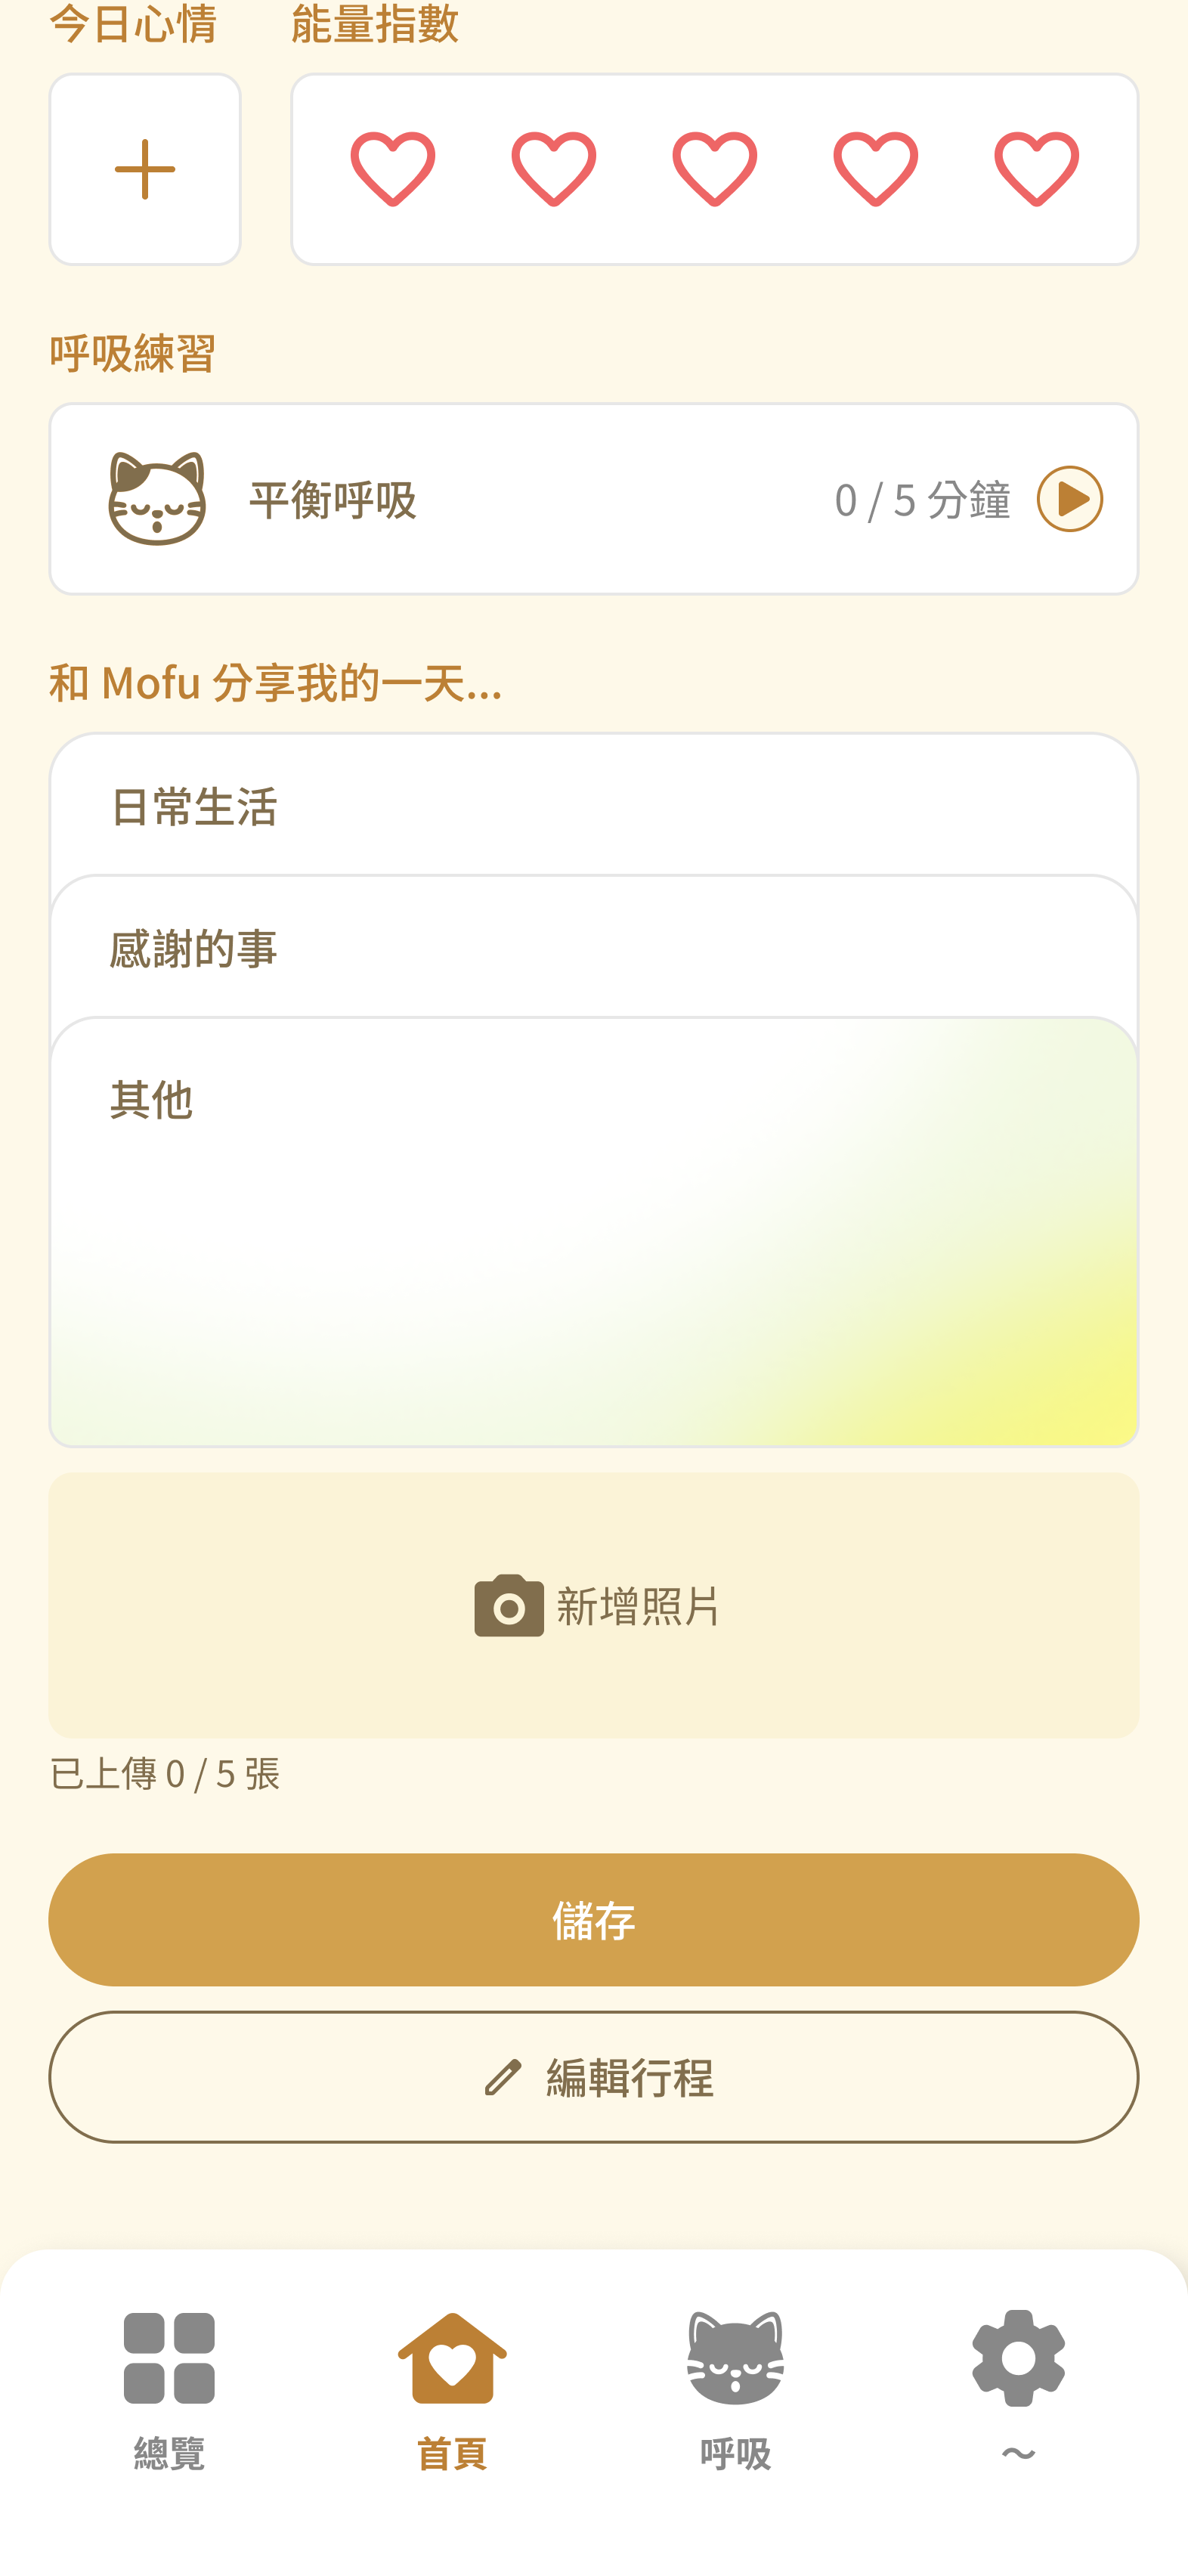 今日心情 能量指數
呼吸練習
平衡呼吸 0 / 5 分鐘
和 Mofu 分享我的一天...
日常生活
感謝的事
其他
新增照片
已上傳 0 / 5 張
儲存
編輯行程
總覽 首頁 呼吸 ～